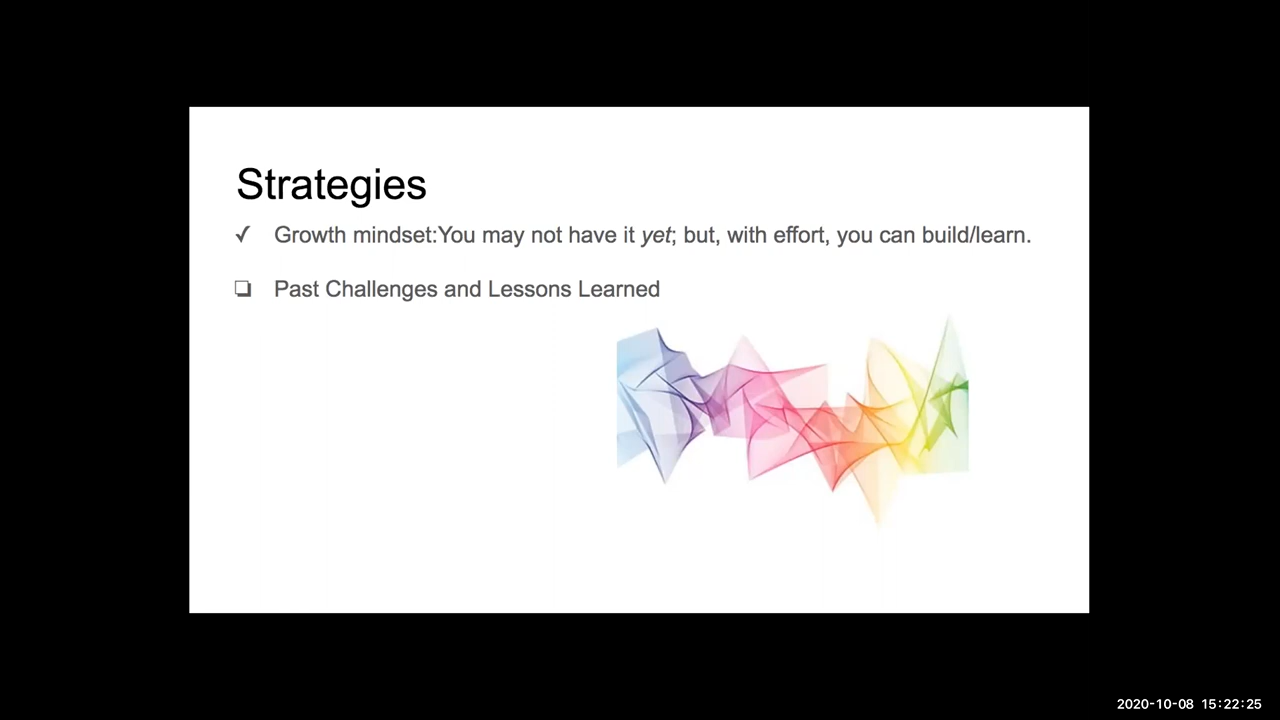 Strategies
✓ Growth mindset:You may not have it yet; but, with effort, you can build/learn.
❏ Past Challenges and Lessons Learned
2020-10-08 15:22:25